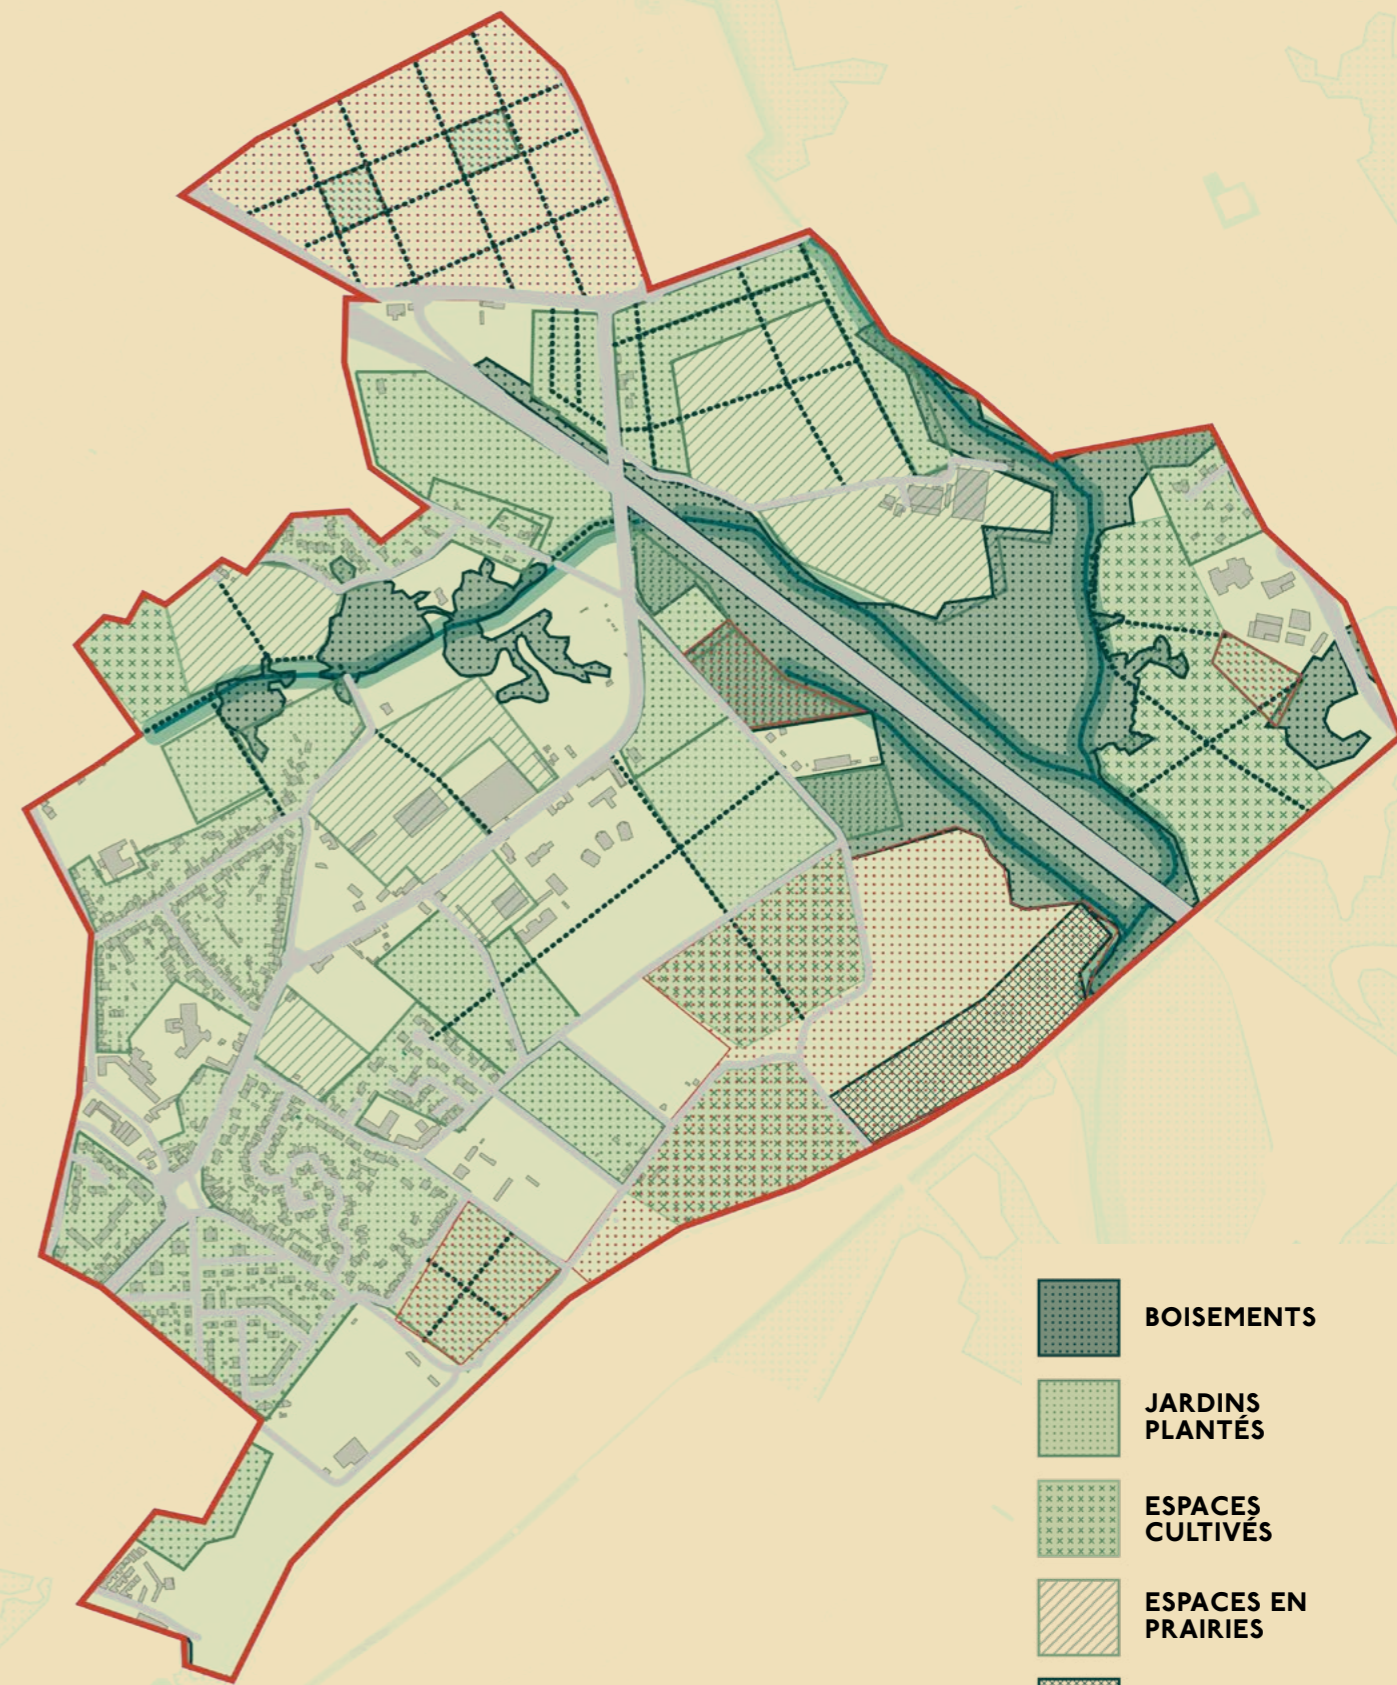 BOISEMENTS
JARDINS
PLANTÉS
ESPACES
CULTIVÉS
ESPACES EN
PRAIRIES